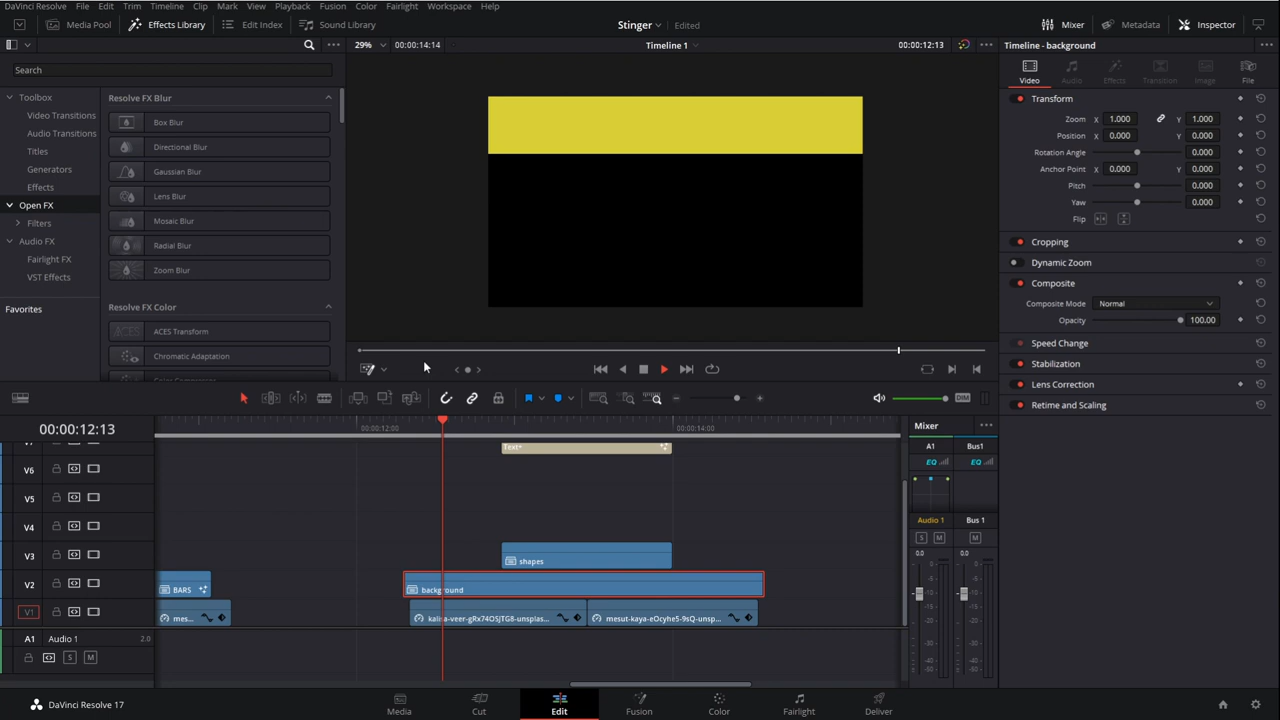 DaVinci Resolve File Edit Trim Timeline Clip Mark View Playback Fusion Color Fairlight Workspace Help
Media Pool Effects Library Edit Index Sound Library Stinger Edited Mixer Metadata Inspector
29% 00:00:14:14 Timeline 1 00:00:12:13 Timeline - background
Search
Video Audio Effects Transition Image File
Toolbox
Video Transitions
Audio Transitions
Titles
Generators
Effects
Open FX
Filters
Audio FX
Fairlight FX
VST Effects
Favorites
Resolve FX Blur
Box Blur
Directional Blur
Gaussian Blur
Lens Blur
Mosaic Blur
Radial Blur
Zoom Blur
Resolve FX Color
ACES Transform
Chromatic Adaptation
Transform
Zoom X 1.000 Y 1.000
Position X 0.000 Y 0.000
Rotation Angle 0.000
Anchor Point X 0.000 Y 0.000
Pitch 0.000
Yaw 0.000
Flip
Cropping
Dynamic Zoom
Composite
Composite Mode Normal
Opacity 100.00
Speed Change
Stabilization
Lens Correction
Retime and Scaling
DIM
00:00:12:13 00:00:12:00 00:00:14:00
Mixer
A1 Bus1
EQ EQ
Audio 1 Bus 1
S M M
0.0 0.0
Text+
V6
V5
V4
V3 shapes
V2 BARS background
V1 mes... kalina-veer-gRx74OSJTG8-unsplas... mesut-kaya-eOcyhe5-9sQ-unsp...
A1 Audio 1 2.0
S M
DaVinci Resolve 17 Media Cut Edit Fusion Color Fairlight Deliver